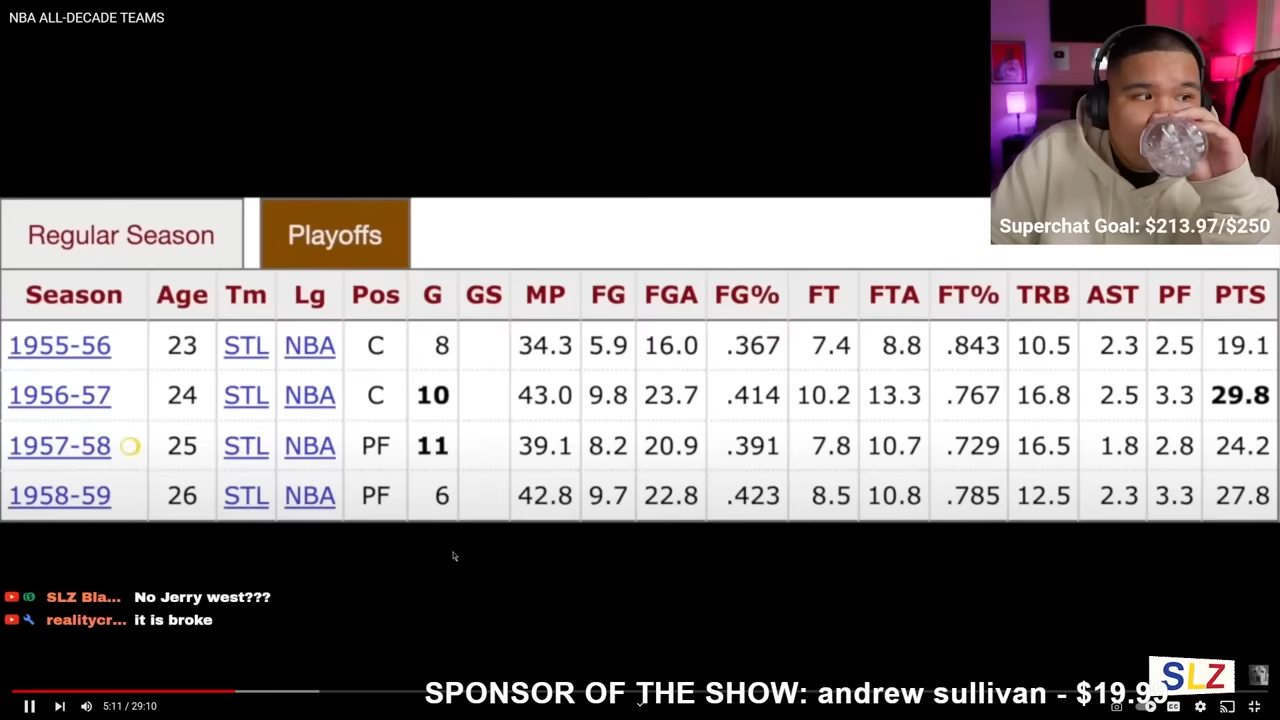 NBA ALL-DECADE TEAMS
Superchat Goal: $213.97/$250
Regular Season Playoffs
Season Age Tm Lg Pos G GS MP FG FGA FG% FT FTA FT% TRB AST PF PTS
1955-56 23 STL NBA C 8 34.3 5.9 16.0 .367 7.4 8.8 .843 10.5 2.3 2.5 19.1
1956-57 24 STL NBA C 10 43.0 9.8 23.7 .414 10.2 13.3 .767 16.8 2.5 3.3 29.8
1957-58 25 STL NBA PF 11 39.1 8.2 20.9 .391 7.8 10.7 .729 16.5 1.8 2.8 24.2
1958-59 26 STL NBA PF 6 42.8 9.7 22.8 .423 8.5 10.8 .785 12.5 2.3 3.3 27.8
SLZ Bla... No Jerry west???
realitycr... it is broke
SLZ
SPONSOR OF THE SHOW: andrew sullivan - $19.99
5:11 / 29:10